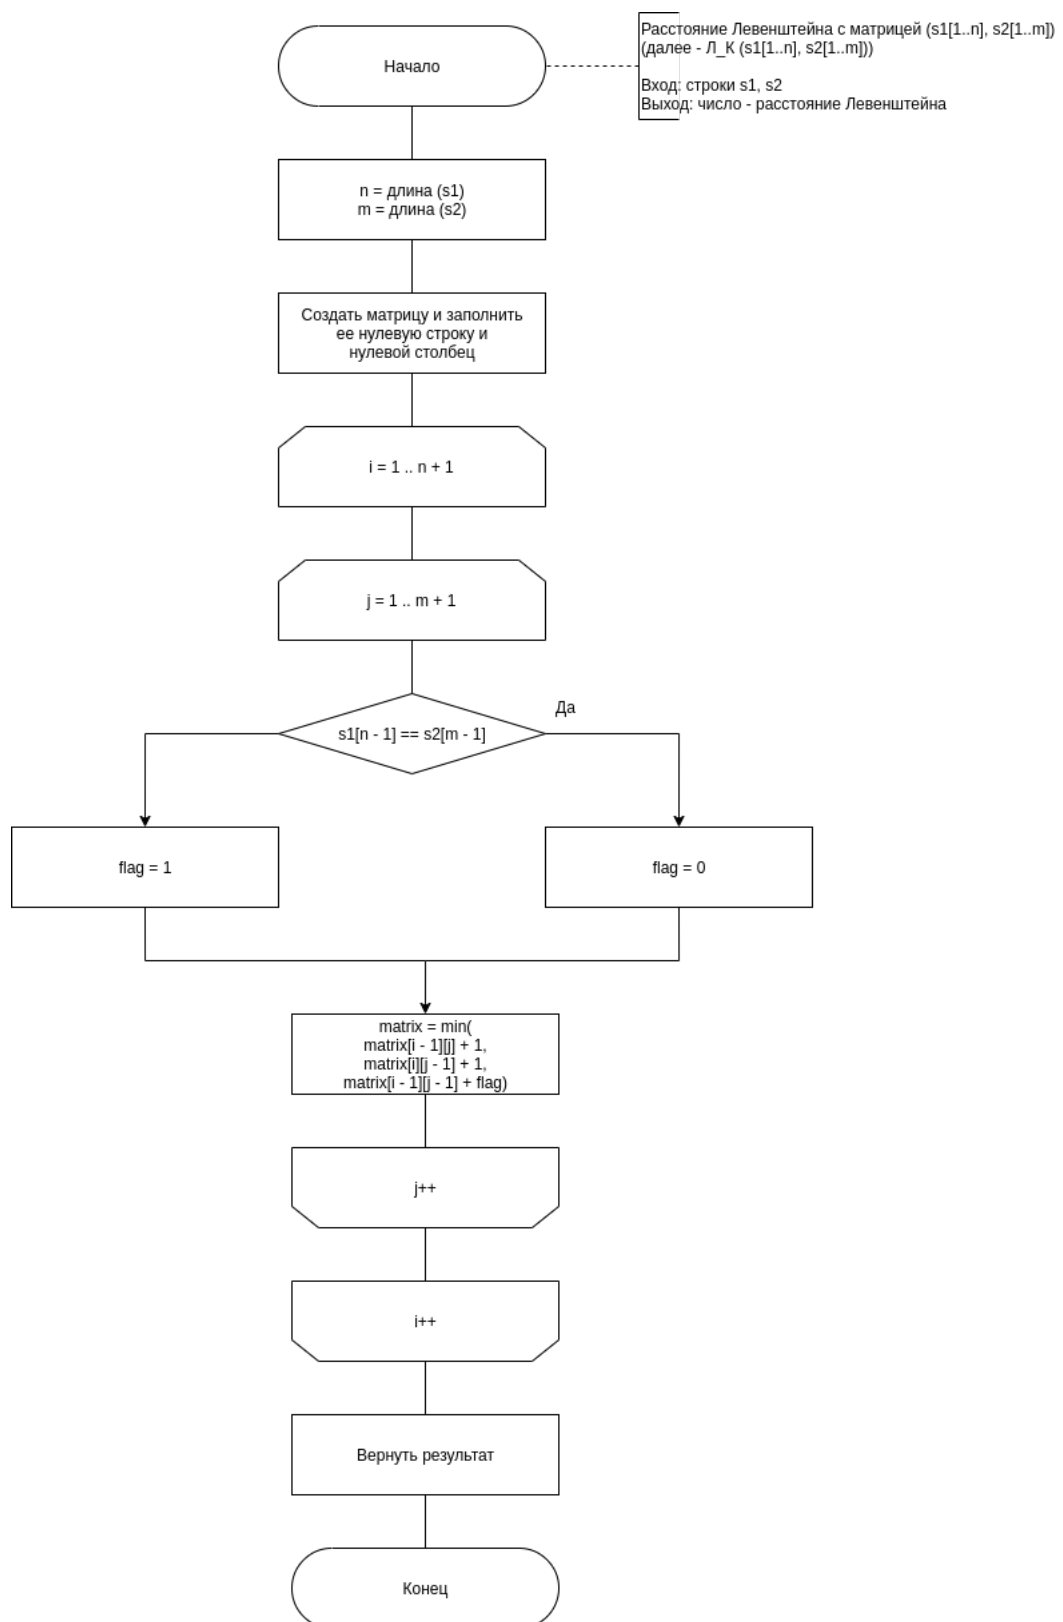 Начало
Расстояние Левенштейна с матрицей (s1[1..n], s2[1..m])
(далее - Л_К (s1[1..n], s2[1..m]))
Вход: строки s1, s2
Выход: число - расстояние Левенштейна
n = длина (s1)
m = длина (s2)
Создать матрицу и заполнить
ее нулевую строку и
нулевой столбец
i = 1 .. n + 1
j = 1 .. m + 1
Да
s1[n - 1] == s2[m - 1]
flag = 1
flag = 0
matrix = min(
matrix[i - 1][j] + 1,
matrix[i][j - 1] + 1,
matrix[i - 1][j - 1] + flag)
j++
i++
Вернуть результат
Конец